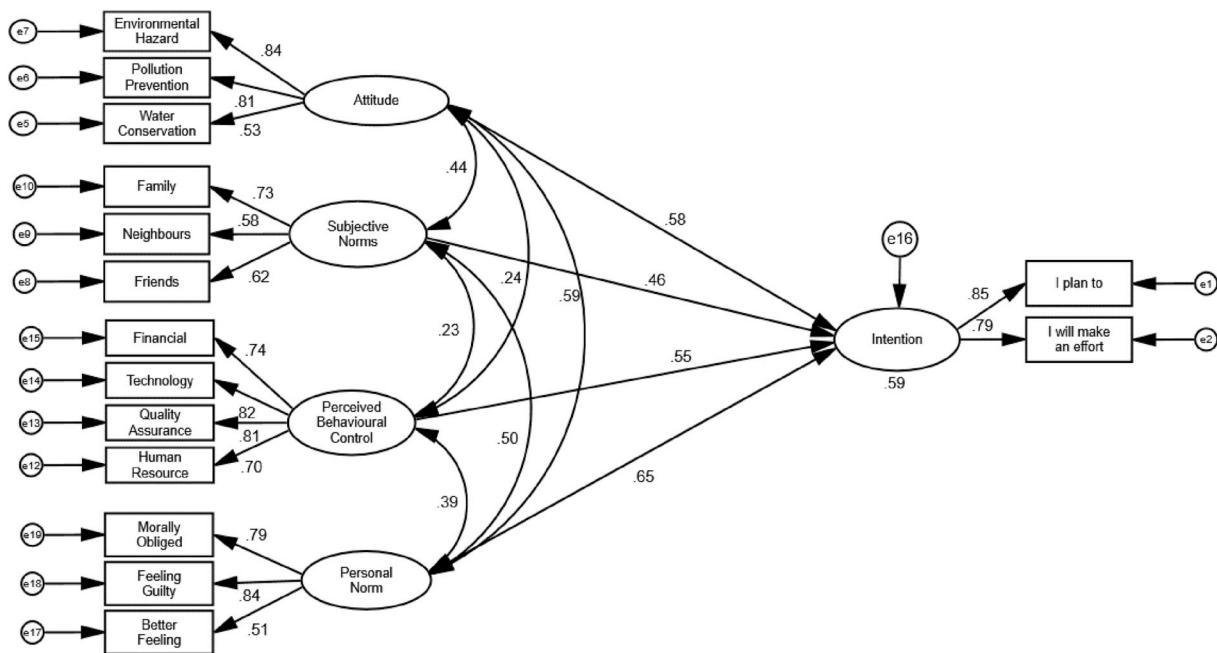 e7
Environmental
Hazard
.84
e6
Pollution
Prevention
.81
Attitude
e5
Water
Conservation
.53
.44
e10
Family
.73
.58
e9
Neighbours
.58
Subjective
Norms
e16
e8
Friends
.62
.24
.59
.46
.85
I plan to
e1
.23
e15
Financial
.74
.55
Intention
.79
I will make
an effort
e2
.59
e14
Technology
e13
Quality
Assurance
.82
.81
Perceived
Behavioural
Control
.50
e12
Human
Resource
.70
.65
.39
e19
Morally
Obliged
.79
e18
Feeling
Guilty
.84
Personal
Norm
e17
Better
Feeling
.51